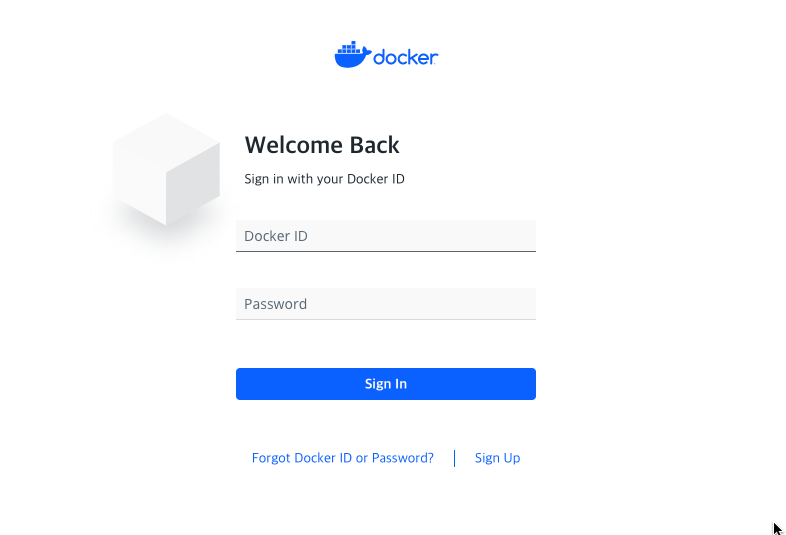 docker
Welcome Back
Sign in with your Docker ID
Docker ID
Password
Sign In
Forgot Docker ID or Password? | Sign Up